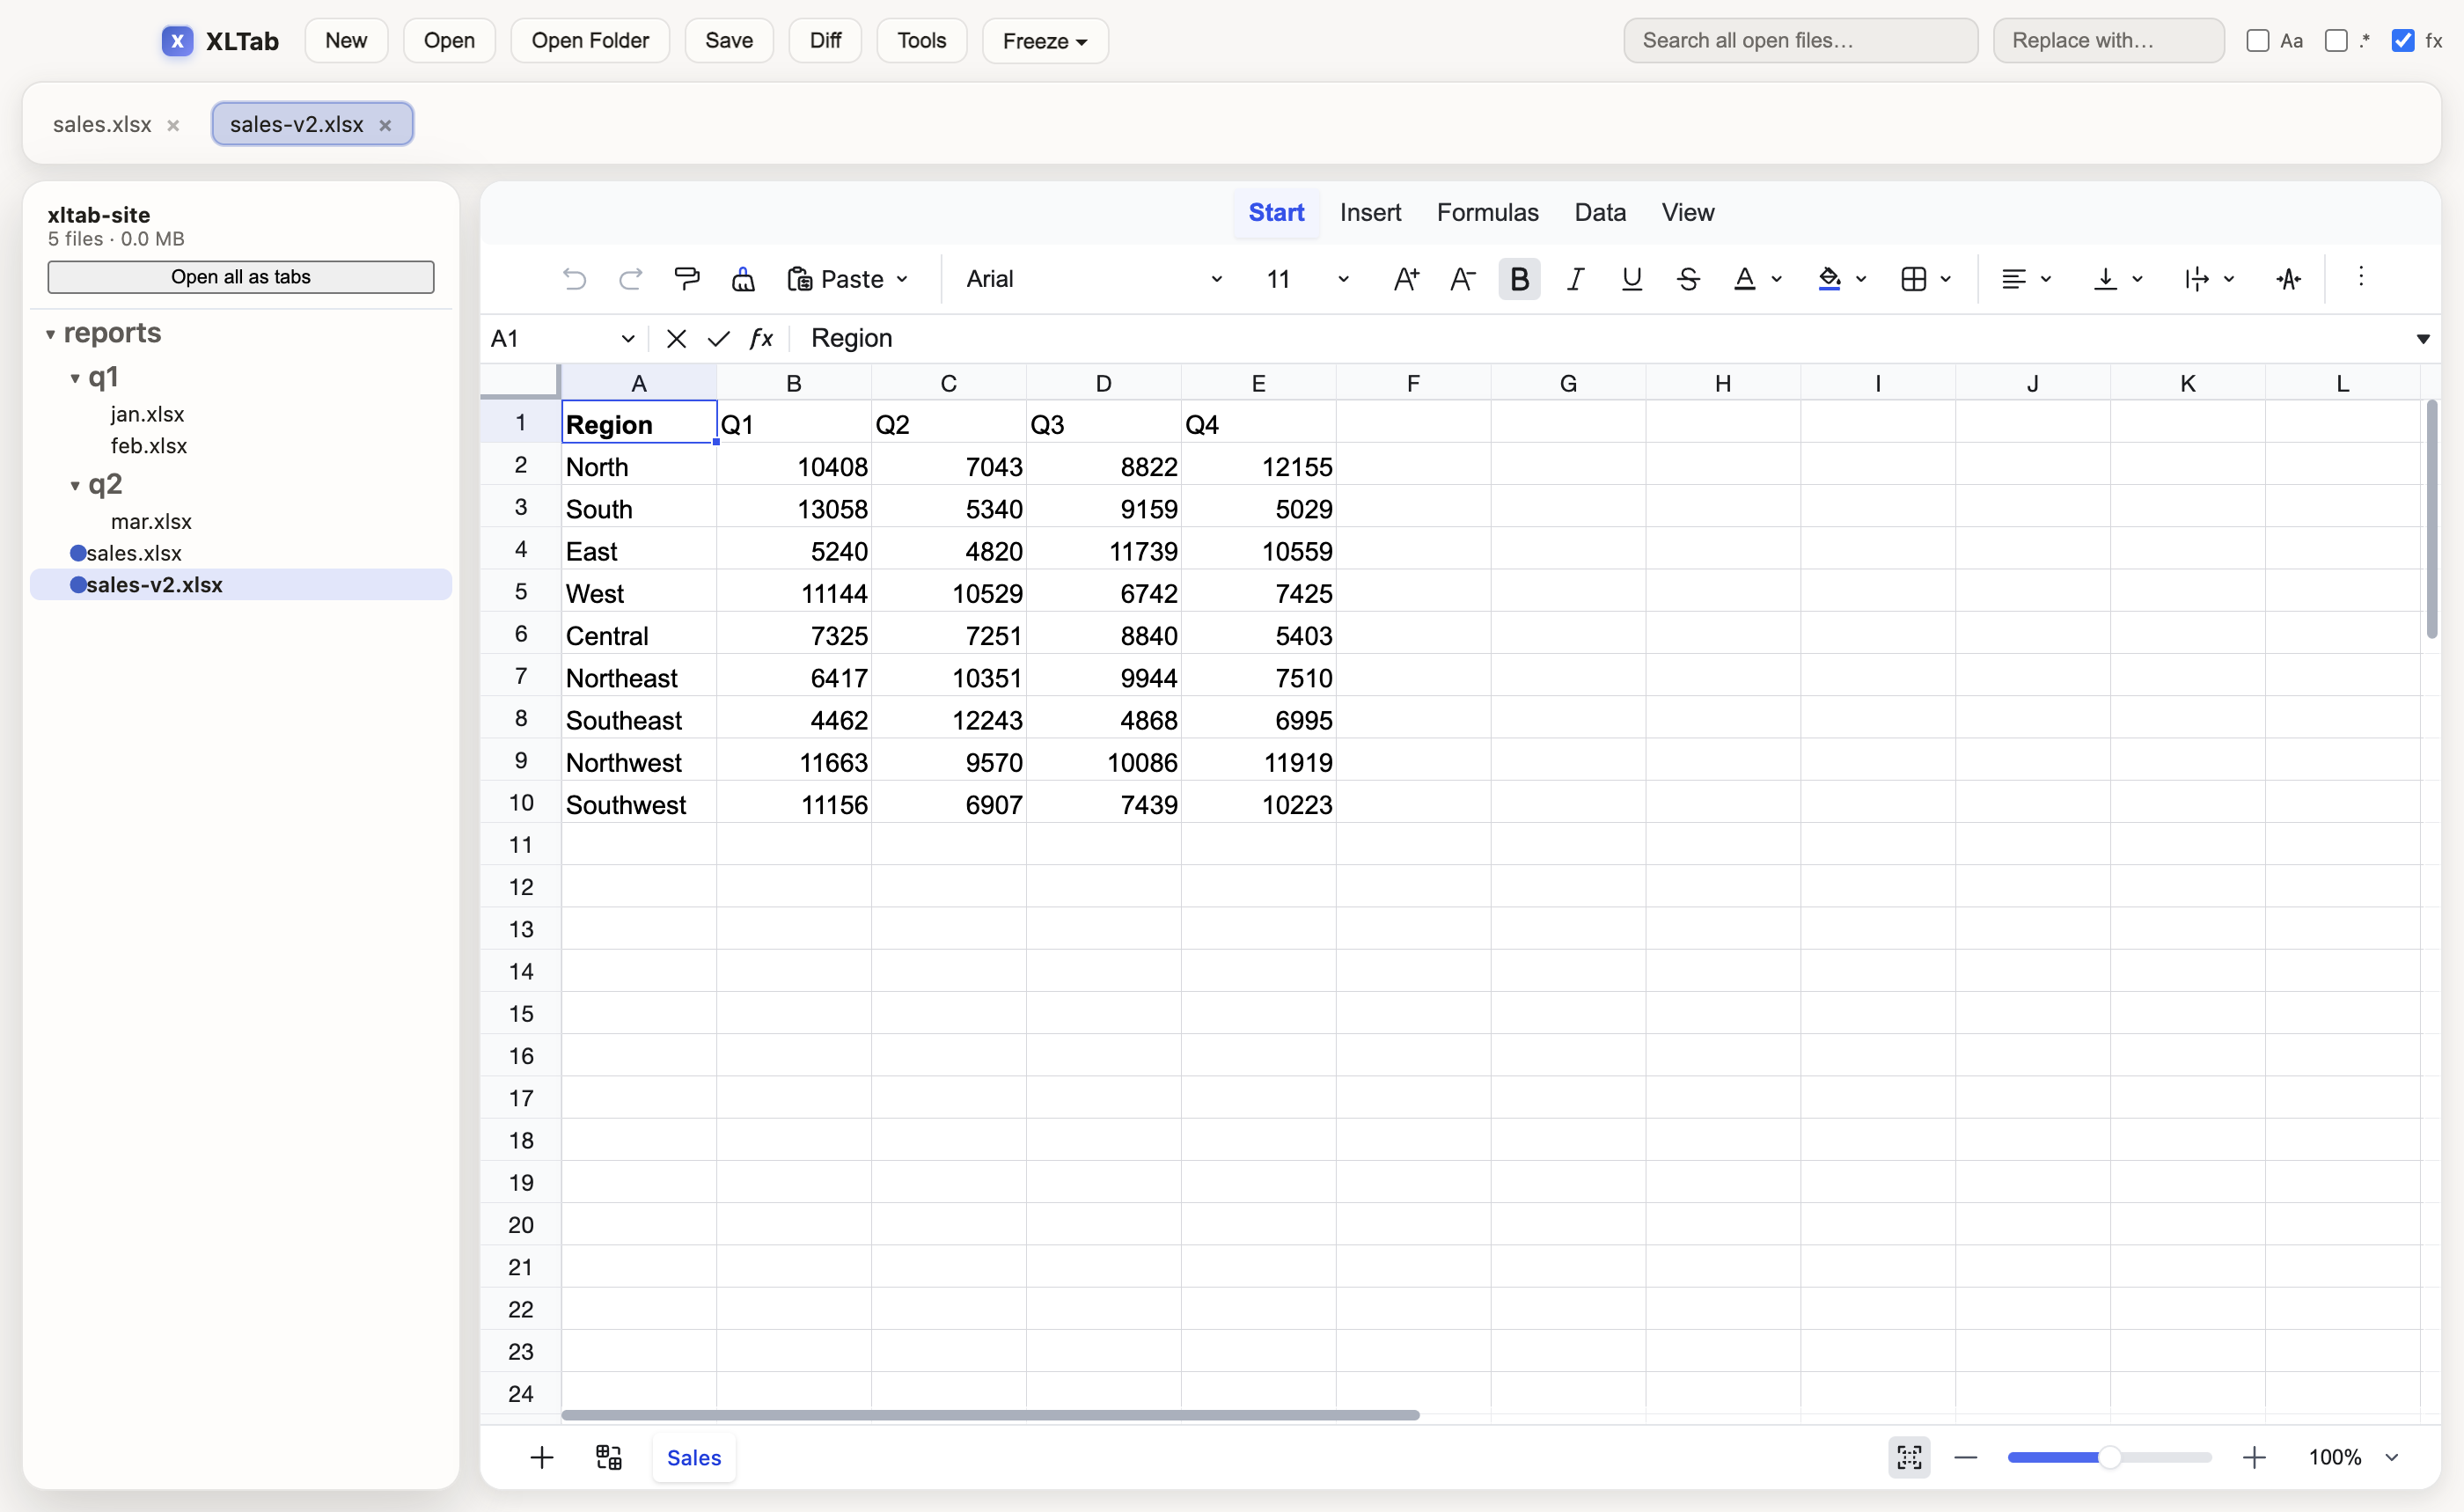 X XLTab New Open Open Folder Save Diff Tools Freeze Search all open files… Replace with… Aa .* fx
sales.xlsx × sales-v2.xlsx ×
xltab-site
5 files · 0.0 MB
Open all as tabs
reports
q1
jan.xlsx
feb.xlsx
q2
mar.xlsx
sales.xlsx
sales-v2.xlsx
Start Insert Formulas Data View
Paste Arial 11 A+ A- B I U S A A
A1 fx Region
A B C D E F G H I J K L
1 Region Q1 Q2 Q3 Q4
2 North 10408 7043 8822 12155
3 South 13058 5340 9159 5029
4 East 5240 4820 11739 10559
5 West 11144 10529 6742 7425
6 Central 7325 7251 8840 5403
7 Northeast 6417 10351 9944 7510
8 Southeast 4462 12243 4868 6995
9 Northwest 11663 9570 10086 11919
10 Southwest 11156 6907 7439 10223
11
12
13
14
15
16
17
18
19
20
21
22
23
24
Sales 100%